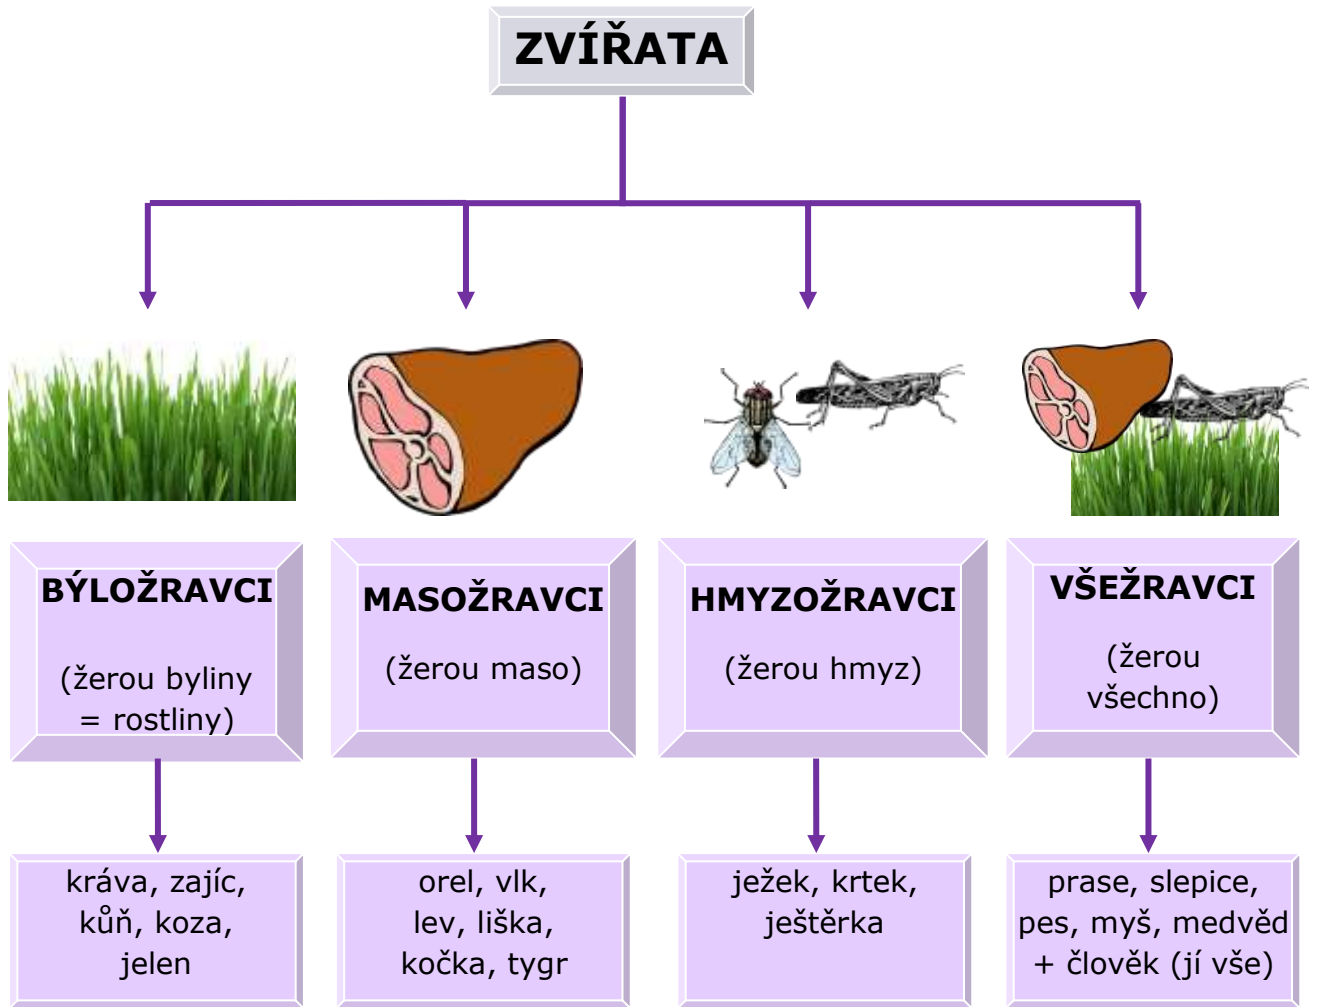 ZVÍŘATA
BÝLOŽRAVCI
(žerou byliny
= rostliny)
MASOŽRAVCI
(žerou maso)
HMYZOŽRAVCI
(žerou hmyz)
VŠEŽRAVCI
(žerou
všechno)
kráva, zajíc,
kůň, koza,
jelen
orel, vlk,
lev, liška,
kočka, tygr
ježek, krtek,
ještěrka
prase, slepice,
pes, myš, medvěd
+ člověk (jí vše)